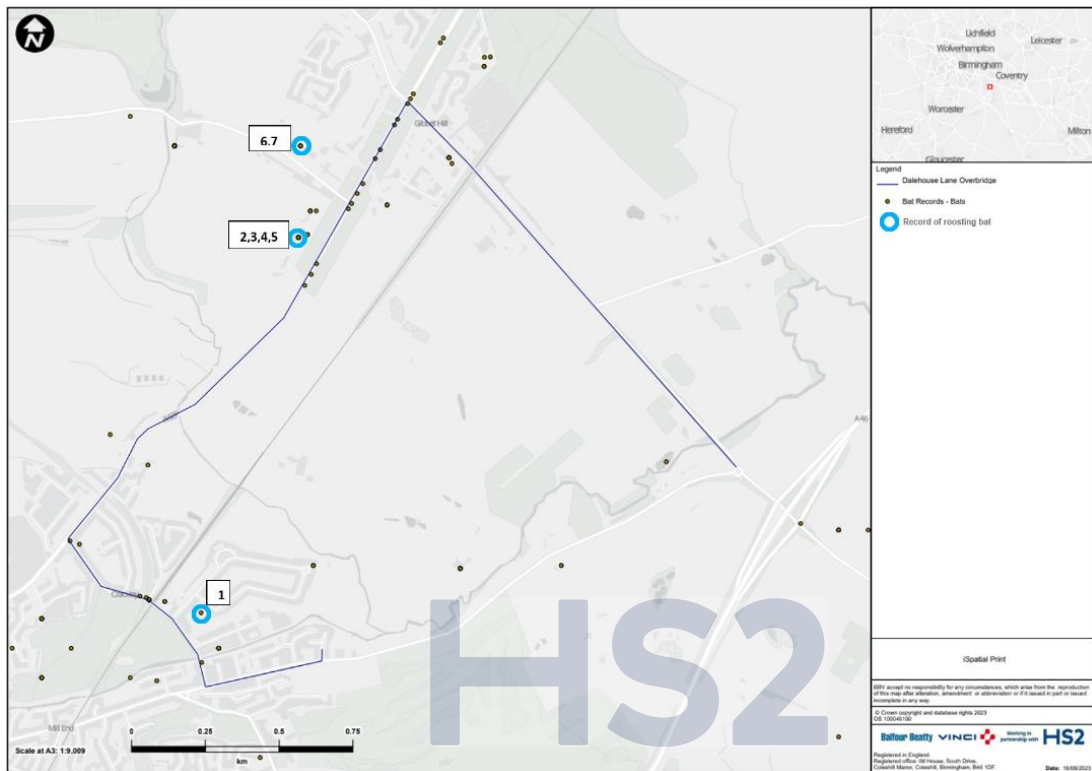 N
6.7
2,3,4,5
1
Gibbet Hill
A46
Crackley
Mill End
HS2
Scale at A3: 1:9,009
0 0.25 0.5 0.75
km
Lichfield
Wolverhampton
Leicester
Birmingham
Coventry
Worcester
Hereford
Milton
Gloucester
Legend
Dalehouse Lane Overbridge
Bat Records - Bats
Record of roosting bat
iSpatial Print
BBV accept no responsibility for any circumstances, which arise from the reproduction
of this map after alteration, amendment or abbreviation or if it issued in part or issued
incomplete in any way.
© Crown copyright and database rights 2023
OS 100049190
Balfour Beatty VINCI Working in partnership with HS2
Registered in England
Registered office: House, South Drive,
Coleshill Manor, Coleshill, Birmingham, B46 1DF.
Date: 16/08/2023